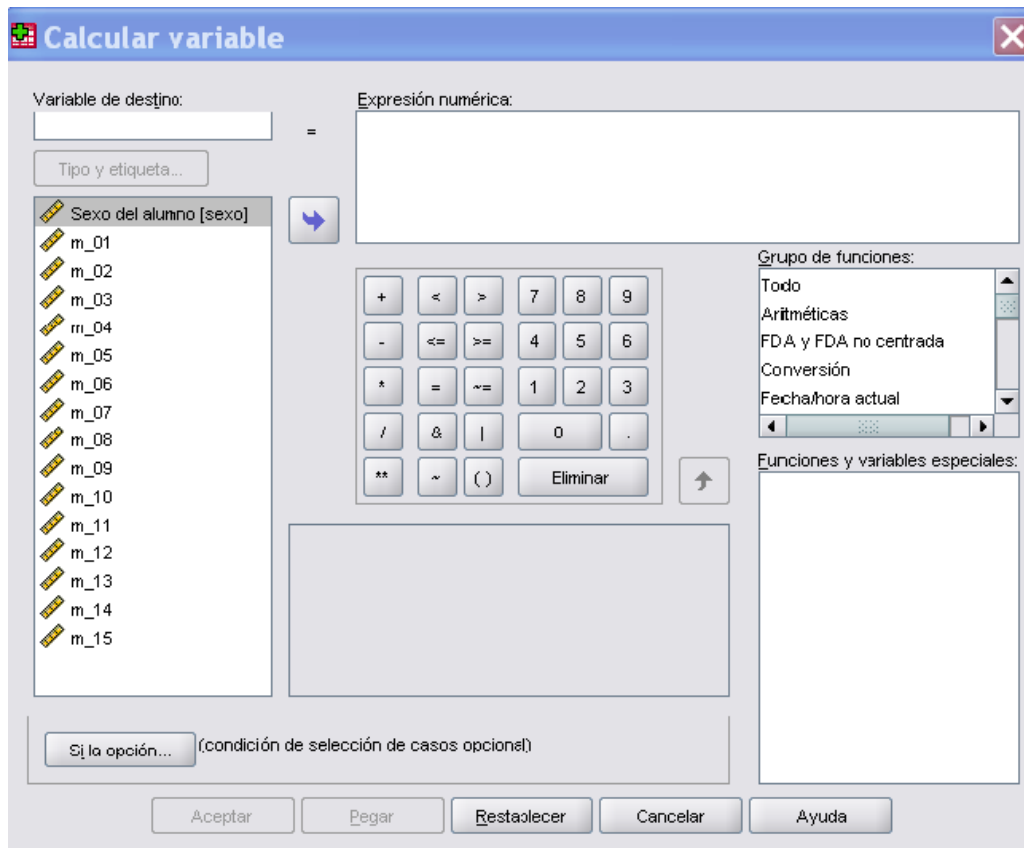 Calcular variable
Variable de destino:
Expresión numérica:
=
Tipo y etiqueta...
Sexo del alumno [sexo]
m_01
m_02
m_03
m_04
m_05
m_06
m_07
m_08
m_09
m_10
m_11
m_12
m_13
m_14
m_15
+ < > 7 8 9
- <= >= 4 5 6
* = ~= 1 2 3
/ & | 0 .
** ~ ( ) Eliminar
Grupo de funciones:
Todo
Aritméticas
FDA y FDA no centrada
Conversión
Fecha/hora actual
Funciones y variables especiales:
Si la opción...
(condición de selección de casos opcional)
Aceptar
Pegar
Restablecer
Cancelar
Ayuda